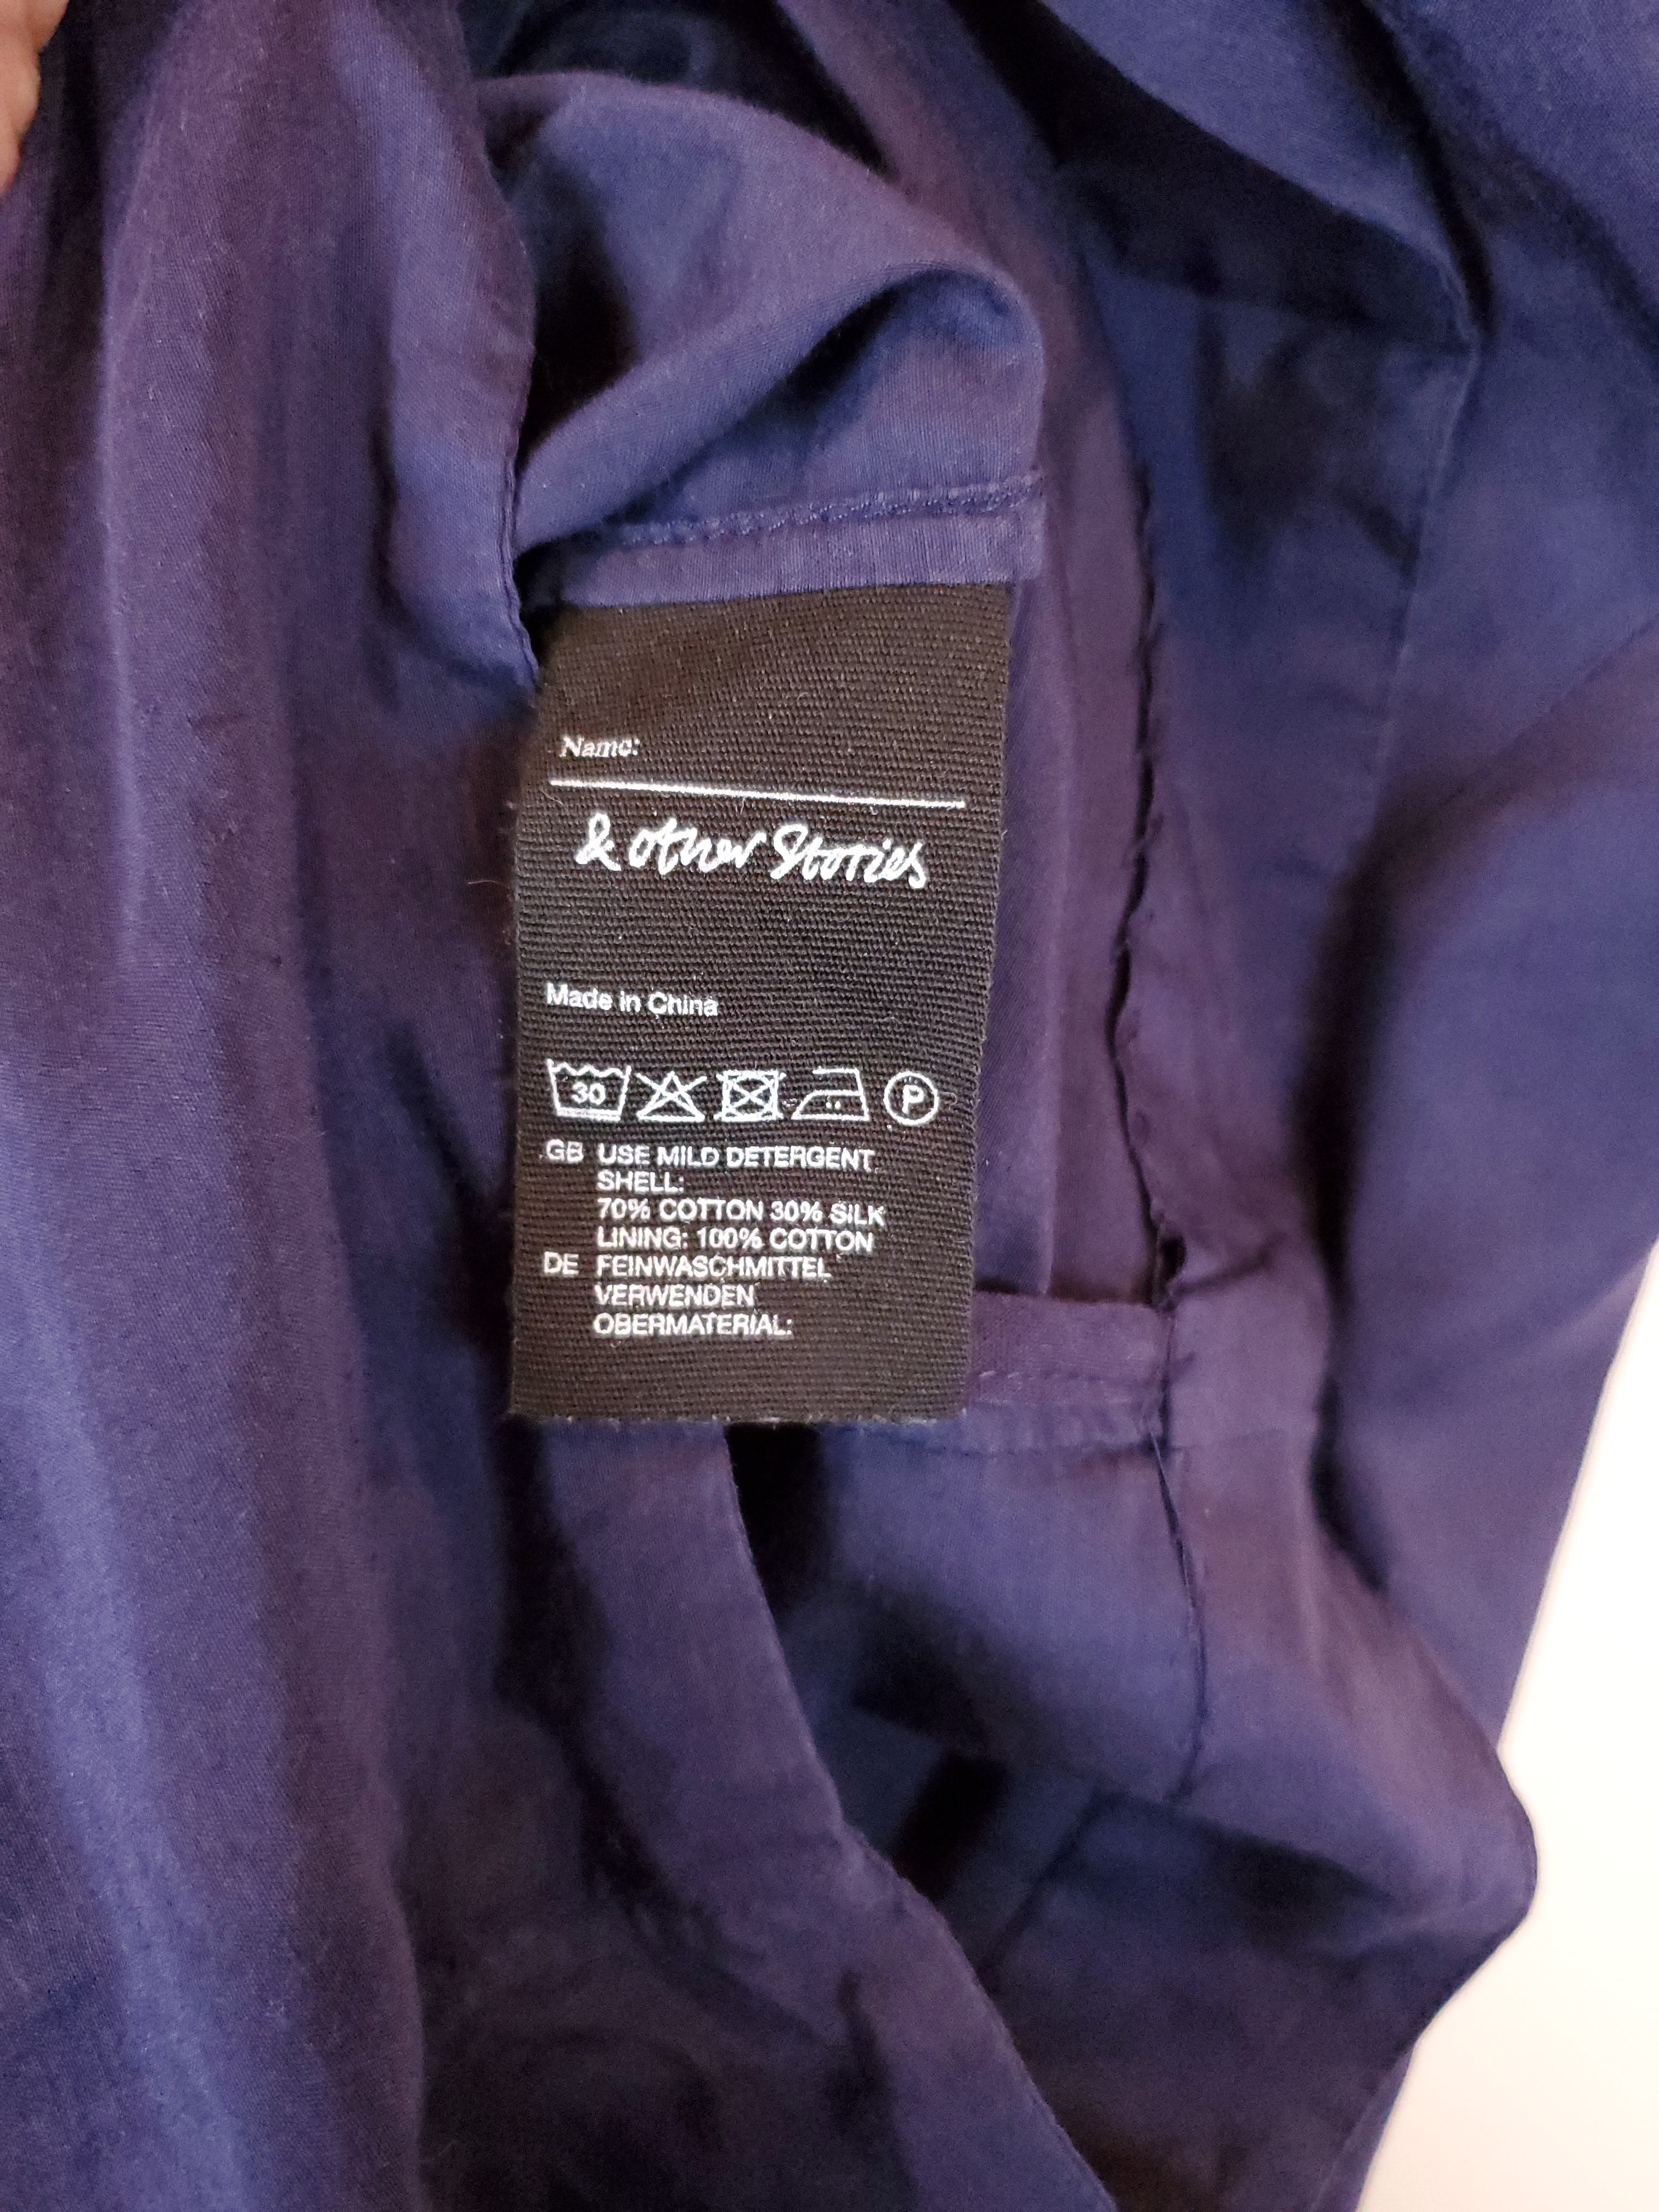 Name:
& other Stories
Made in China
30
P
GB USE MILD DETERGENT
SHELL:
70% COTTON 30% SILK
LINING: 100% COTTON
DE FEINWASCHMITTEL
VERWENDEN
OBERMATERIAL: